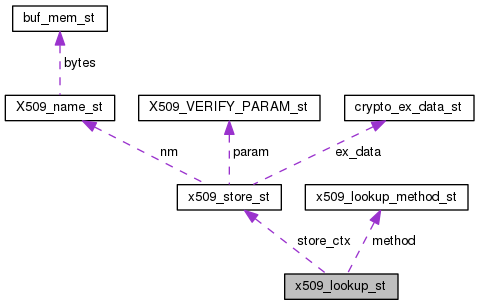 buf_mem_st
bytes
X509_name_st
X509_VERIFY_PARAM_st
crypto_ex_data_st
nm
param
ex_data
x509_store_st
x509_lookup_method_st
store_ctx
method
x509_lookup_st